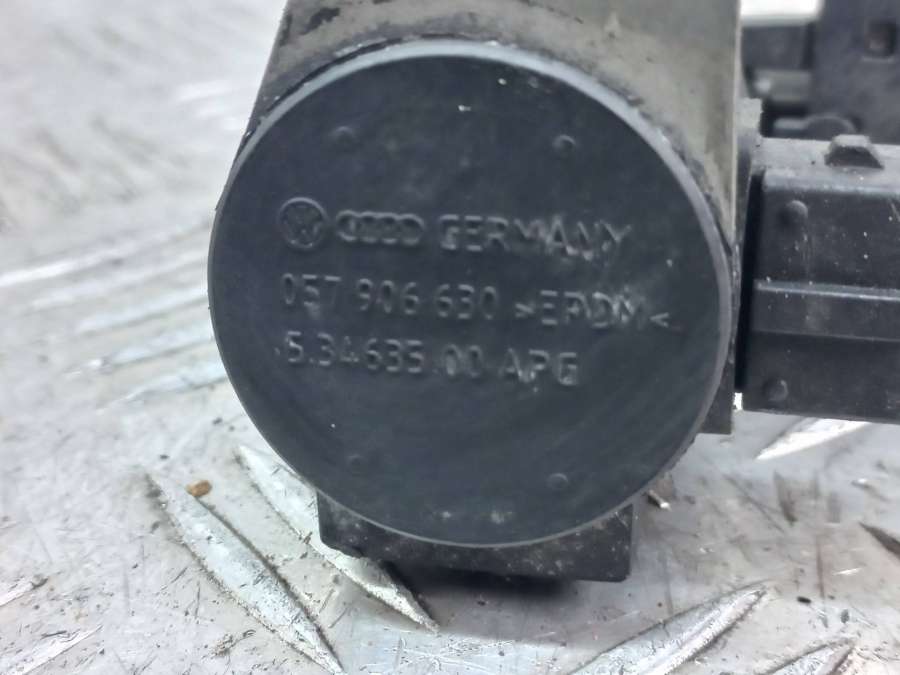 GERMANY
057 906 630 >EPDM<
5.34635.00 APG